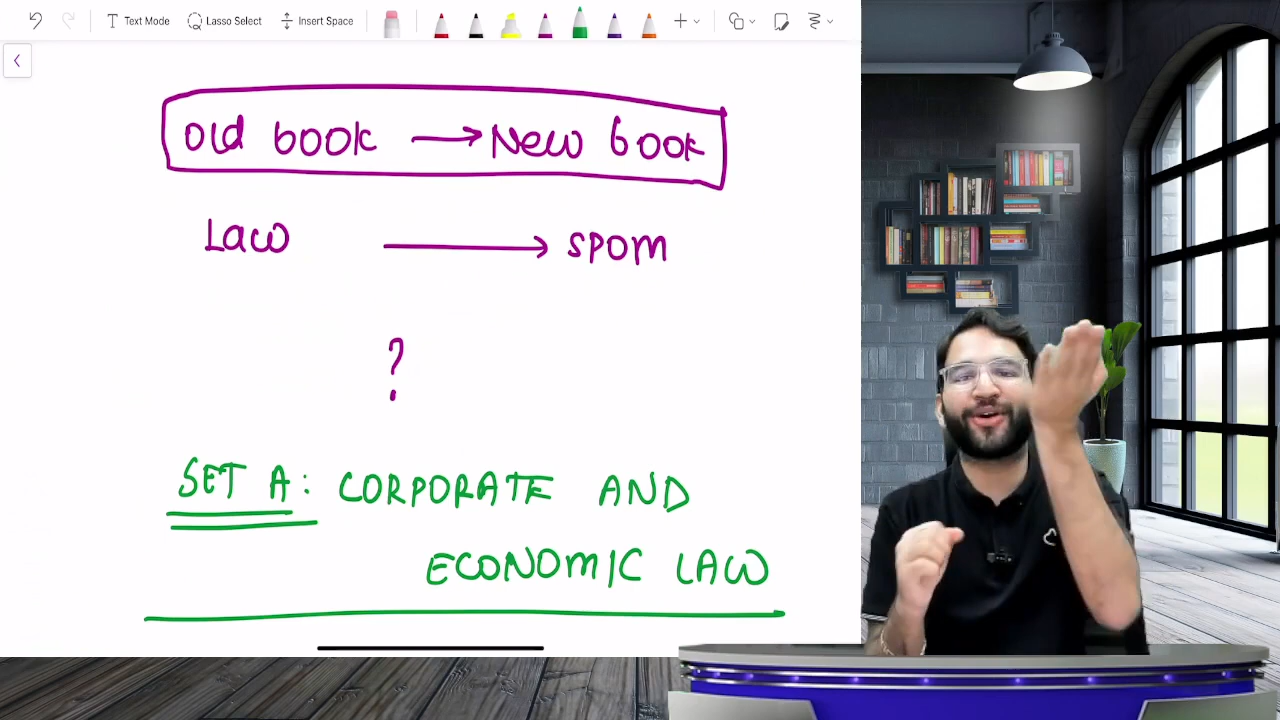 Text Mode Lasso Select Insert Space
Old book → New book
Law → SPOM
?
SET A: CORPORATE AND
ECONOMIC LAW